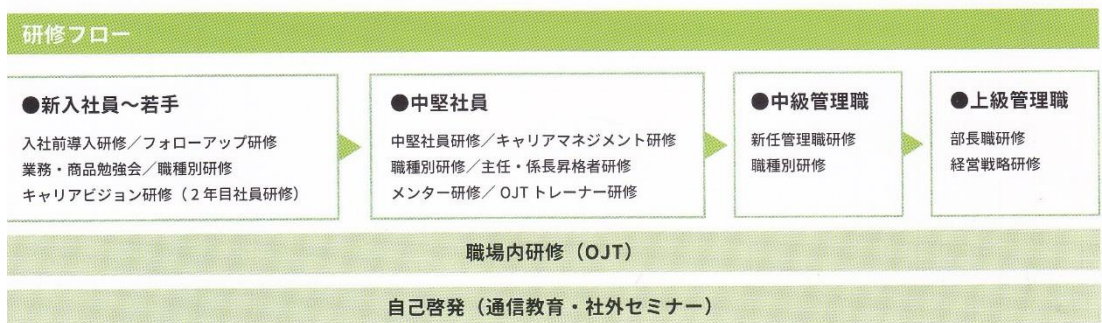 研修フロー
●新入社員～若手
入社前導入研修／フォローアップ研修
業務・商品勉強会／職種別研修
キャリアビジョン研修（2年目社員研修）
●中堅社員
中堅社員研修／キャリアマネジメント研修
職種別研修／主任・係長昇格者研修
メンター研修／ OJTトレーナー研修
●中級管理職
新任管理職研修
職種別研修
●上級管理職
部長職研修
経営戦略研修
職場内研修（OJT）
自己啓発（通信教育・社外セミナー）